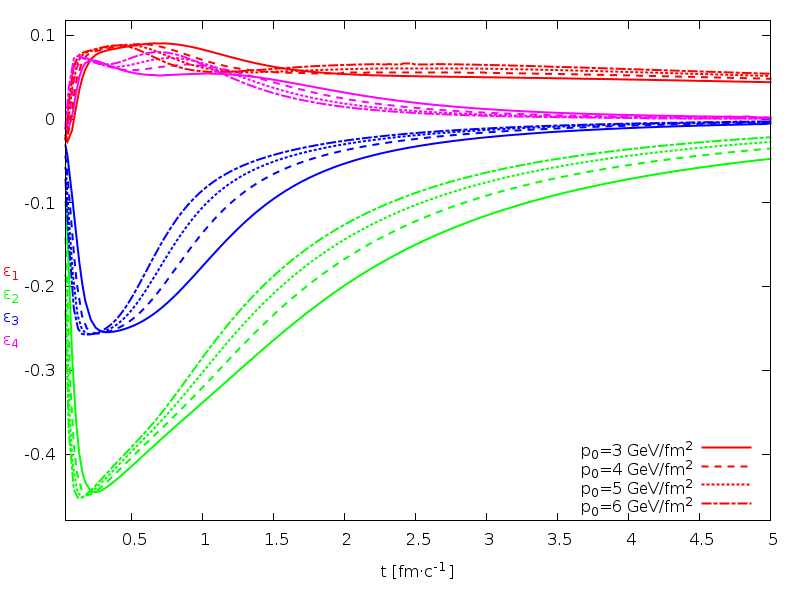 0.1
0
-0.1
-0.2
-0.3
-0.4
ε1
ε2
ε3
ε4
p0=3 GeV/fm²
p0=4 GeV/fm²
p0=5 GeV/fm²
p0=6 GeV/fm²
0.5 1 1.5 2 2.5 3 3.5 4 4.5 5
t [fm·c⁻¹]